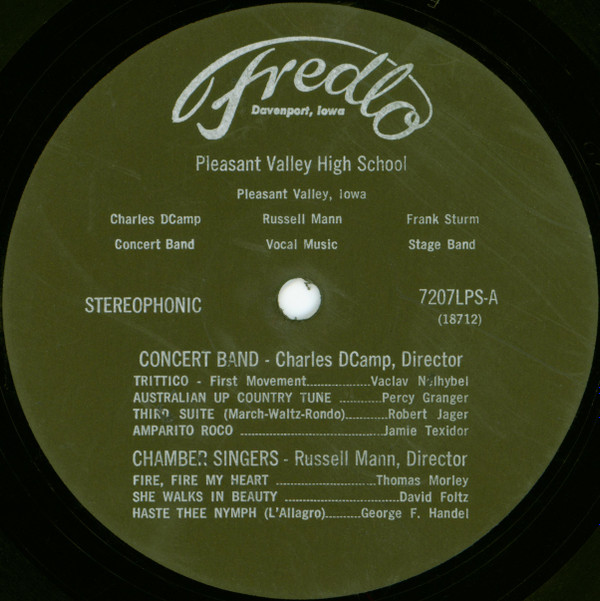 Fredlo
Davenport, Iowa
Pleasant Valley High School
Pleasant Valley, Iowa
Charles DCamp Russell Mann Frank Sturm
Concert Band Vocal Music Stage Band
STEREOPHONIC 7207LPS-A
(18712)
CONCERT BAND - Charles DCamp, Director
TRITTICO - First Movement....................Vaclav Nelhybel
AUSTRALIAN UP COUNTRY TUNE .............Percy Granger
THIRD SUITE (March-Waltz-Rondo)............Robert Jager
AMPARITO ROCO ........................................Jamie Texidor
CHAMBER SINGERS - Russell Mann, Director
FIRE, FIRE MY HEART ..............................Thomas Morley
SHE WALKS IN BEAUTY ..................................David Foltz
HASTE THEE NYMPH (L'Allagro)..........George F. Handel